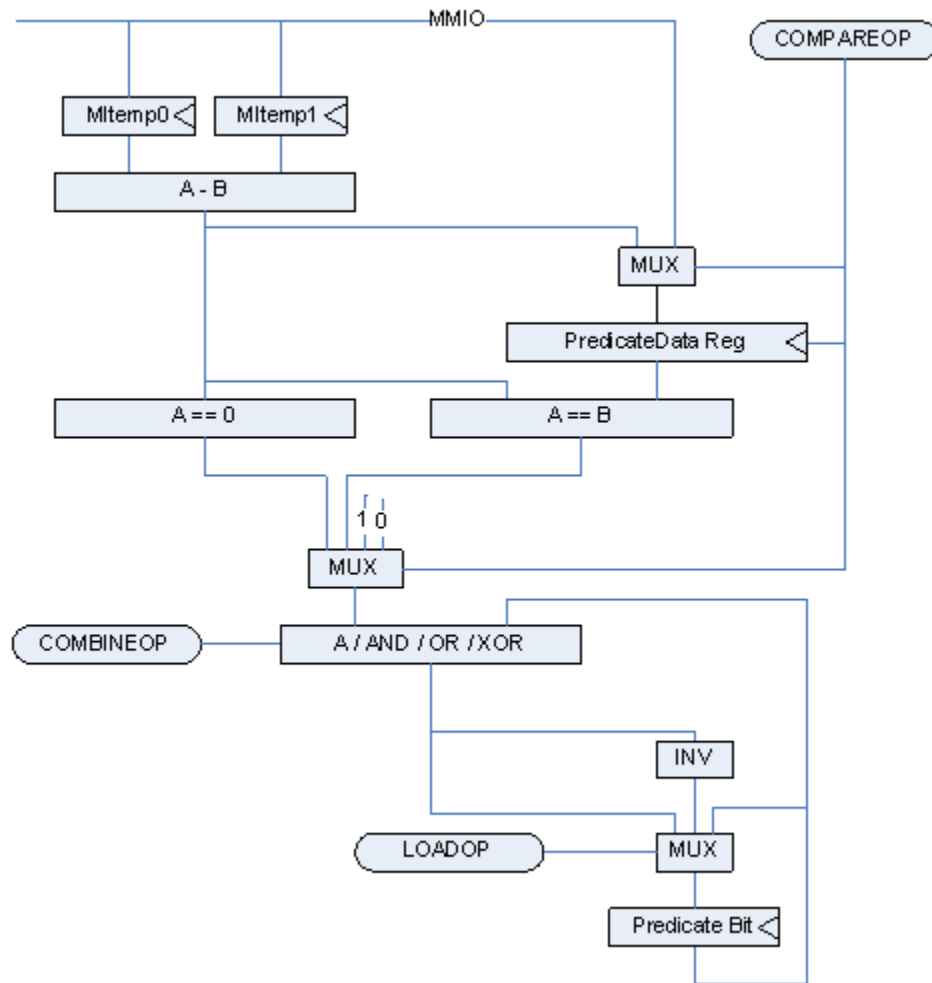 MMIO
COMPAREOP
MItemp0
MItemp1
A - B
MUX
PredicateData Reg
A == 0
A == B
1 0
MUX
COMBINEOP
A / AND / OR / XOR
INV
LOADOP
MUX
Predicate Bit